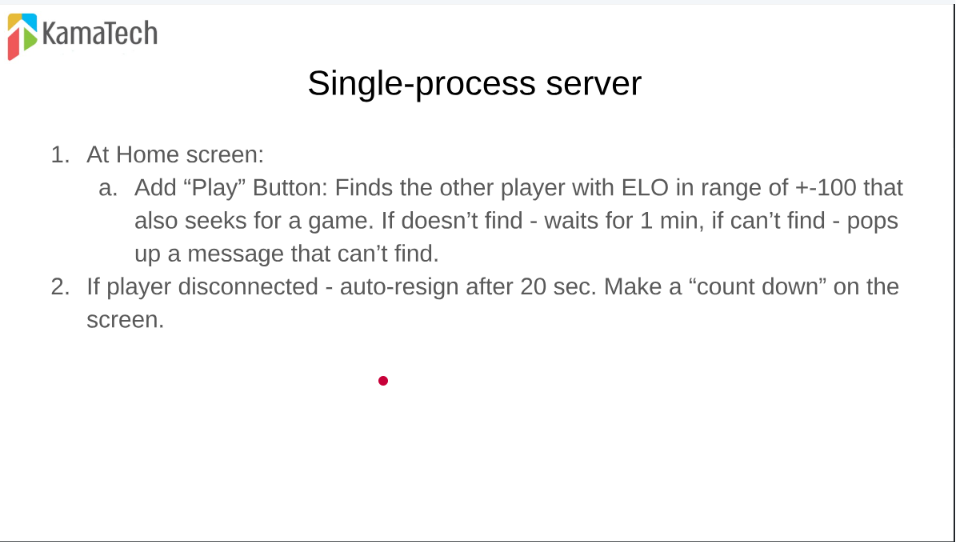 KamaTech
Single-process server
1. At Home screen:
a. Add “Play” Button: Finds the other player with ELO in range of +-100 that
also seeks for a game. If doesn’t find - waits for 1 min, if can’t find - pops
up a message that can’t find.
2. If player disconnected - auto-resign after 20 sec. Make a “count down” on the
screen.